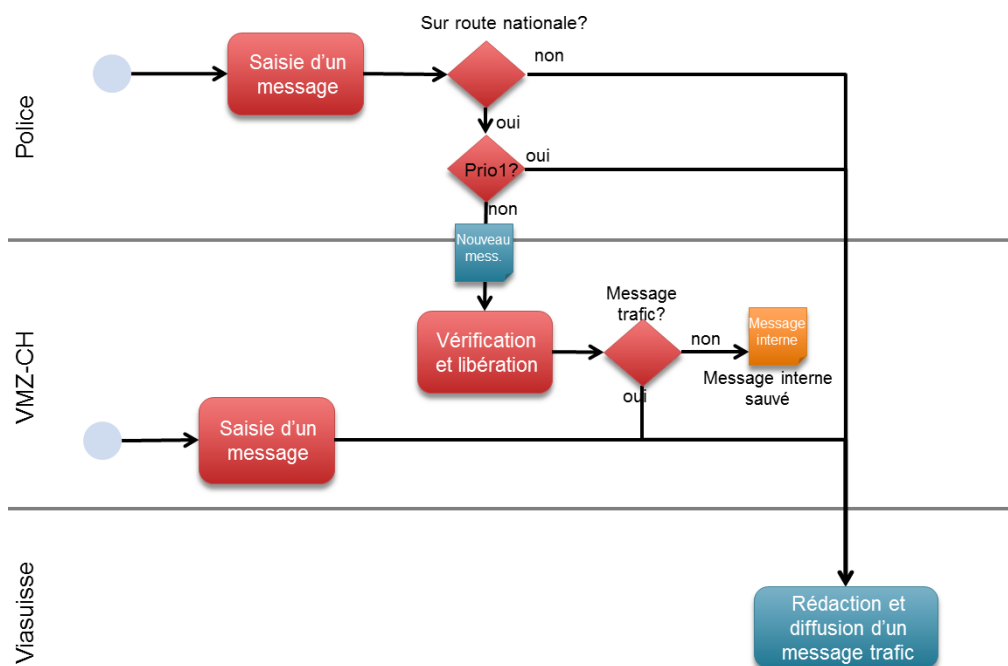 Sur route nationale?
Police
Saisie d'un
message
non
oui
Prio1?
oui
non
VMZ-CH
Nouveau
mess.
Vérification
et libération
Message
trafic?
non
oui
Message
interne
Message interne
sauvé
Saisie d'un
message
Viasuisse
Rédaction et
diffusion d'un
message trafic